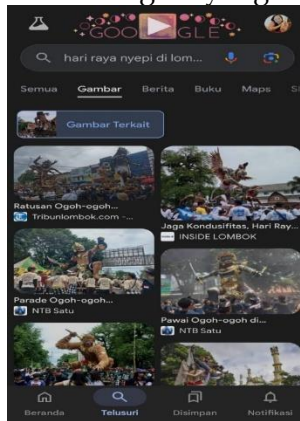 GOO GLE
hari raya nyepi di lom...
Semua Gambar Berita Buku Maps
Gambar Terkait
Ratusan Ogoh-ogoh...
Tribunlombok.com -...
Jaga Kondusifitas, Hari Ray...
INSIDE LOMBOK
Parade Ogoh-ogoh...
NTB Satu
Pawai Ogoh-ogoh di...
NTB Satu
Beranda Telusuri Disimpan Notifikasi